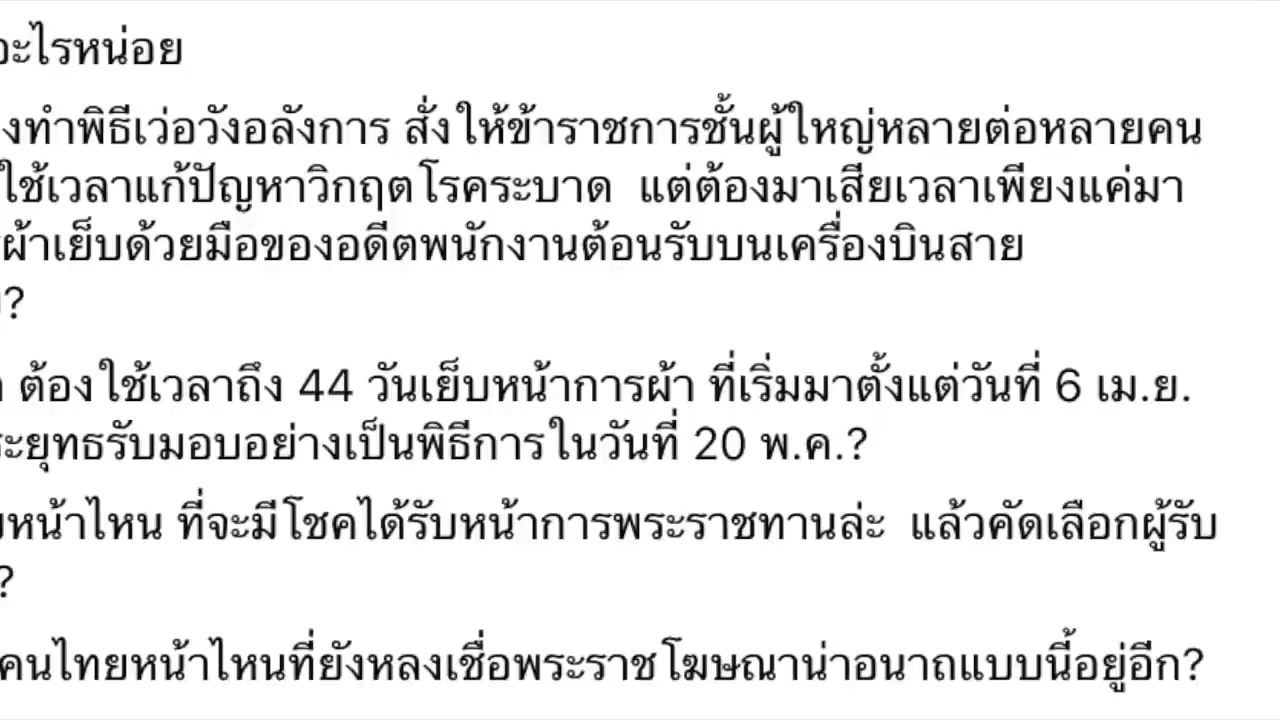 อะไรหน่อย
งทำพิธีเว่อวังอลังการ สั่งให้ข้าราชการชั้นผู้ใหญ่หลายต่อหลายคน
ใช้เวลาแก้ปัญหาวิกฤตโรคระบาด แต่ต้องมาเสียเวลาเพียงแค่มา
ผ้าเย็บด้วยมือของอดีตพนักงานต้อนรับบนเครื่องบินสาย
?
ต้องใช้เวลาถึง 44 วันเย็บหน้าการผ้า ที่เริ่มมาตั้งแต่วันที่ 6 เม.ย.
ระยุทธรับมอบอย่างเป็นพิธีการในวันที่ 20 พ.ค.?
หน้าไหน ที่จะมีโชคได้รับหน้าการพระราชทานล่ะ แล้วคัดเลือกผู้รับ
?
คนไทยหน้าไหนที่ยังหลงเชื่อพระราชโฆษณาน่าอนาถแบบนี้อยู่อีก?